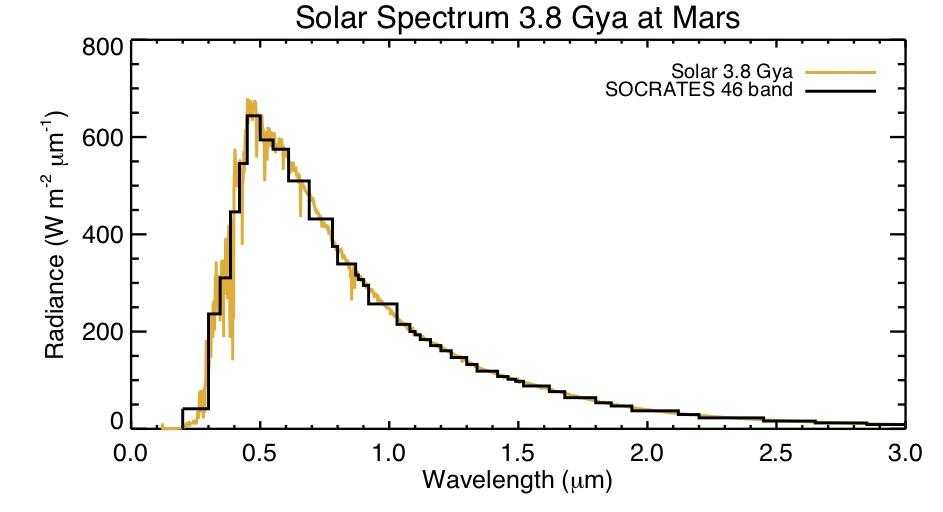 Solar Spectrum 3.8 Gya at Mars
800
600
400
200
0
Radiance (W m⁻² μm⁻¹)
Solar 3.8 Gya
SOCRATES 46 band
0.0 0.5 1.0 1.5 2.0 2.5 3.0
Wavelength (μm)